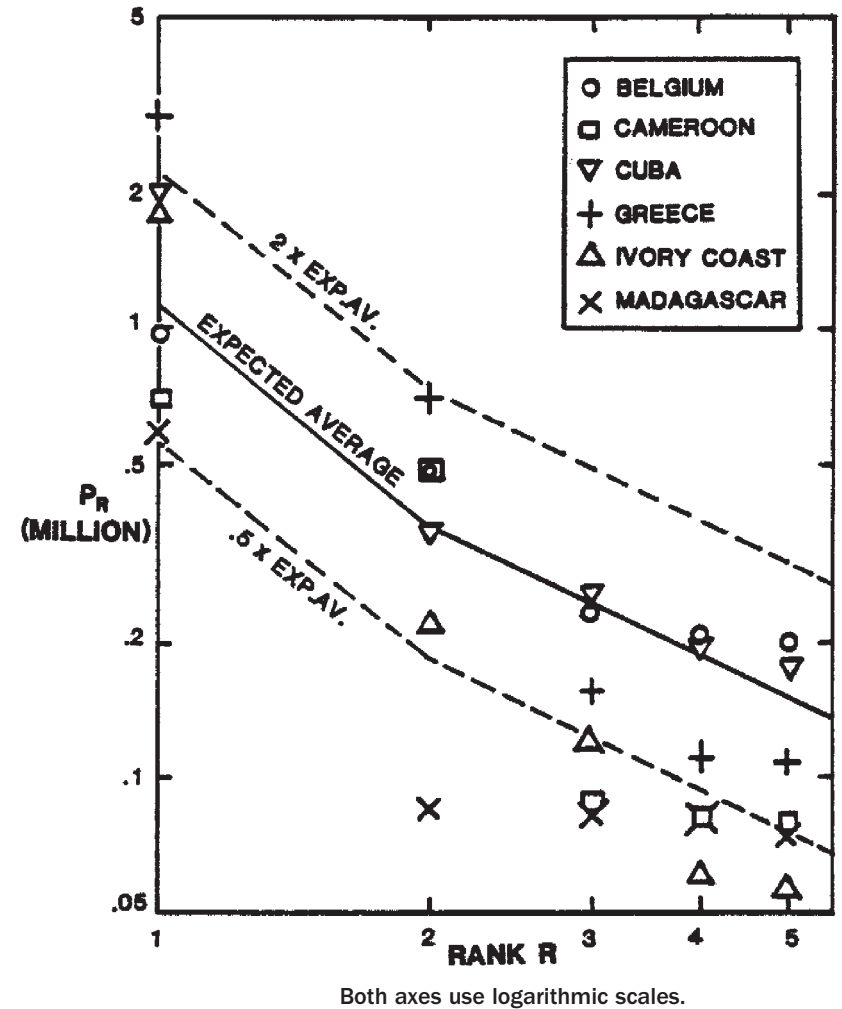 5
BELGIUM
CAMEROON
CUBA
GREECE
IVORY COAST
MADAGASCAR
2
2 X EXP.AV.
1
EXPECTED AVERAGE
.5
P_R
(MILLION)
.5 X EXP.AV.
.2
.1
.05
1 2 3 4 5
RANK R
Both axes use logarithmic scales.